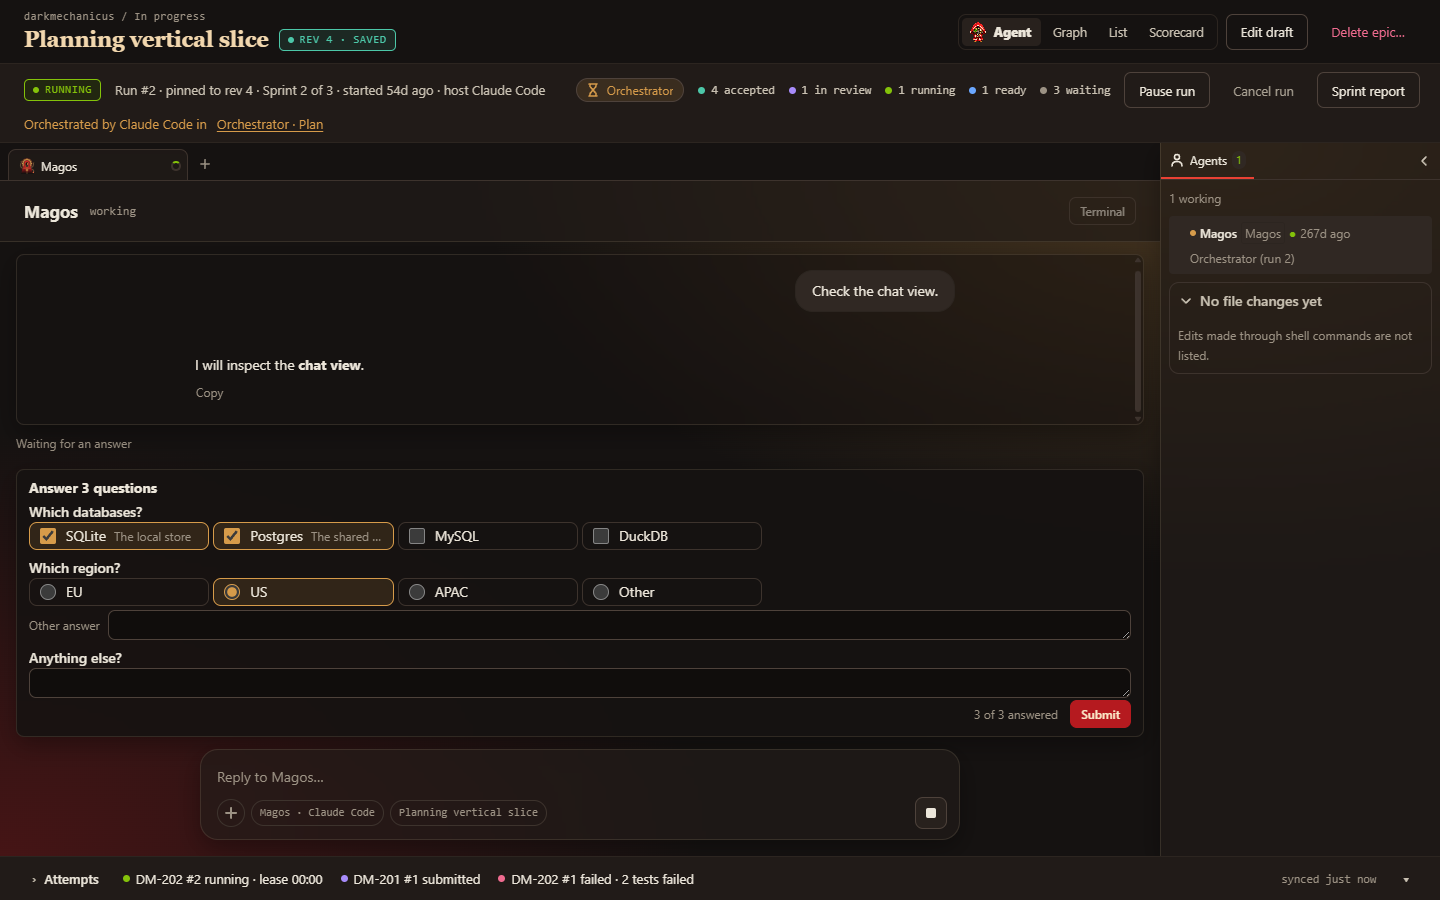 darkmechanicus / In progress
Planning vertical slice
REV 4 · SAVED
Agent
Graph
List
Scorecard
Edit draft
Delete epic...
RUNNING
Run #2 · pinned to rev 4 · Sprint 2 of 3 · started 54d ago · host Claude Code
Orchestrator
4 accepted
1 in review
1 running
1 ready
3 waiting
Pause run
Cancel run
Sprint report
Orchestrated by Claude Code in Orchestrator · Plan
Magos
Agents 1
Magos working
Terminal
1 working
Magos Magos 267d ago
Orchestrator (run 2)
No file changes yet
Edits made through shell commands are not
listed.
Check the chat view.
I will inspect the chat view.
Copy
Waiting for an answer
Answer 3 questions
Which databases?
SQLite The local store
Postgres The shared ...
MySQL
DuckDB
Which region?
EU
US
APAC
Other
Other answer
Anything else?
3 of 3 answered
Submit
Reply to Magos...
Magos · Claude Code
Planning vertical slice
Attempts
DM-202 #2 running · lease 00:00
DM-201 #1 submitted
DM-202 #1 failed · 2 tests failed
synced just now